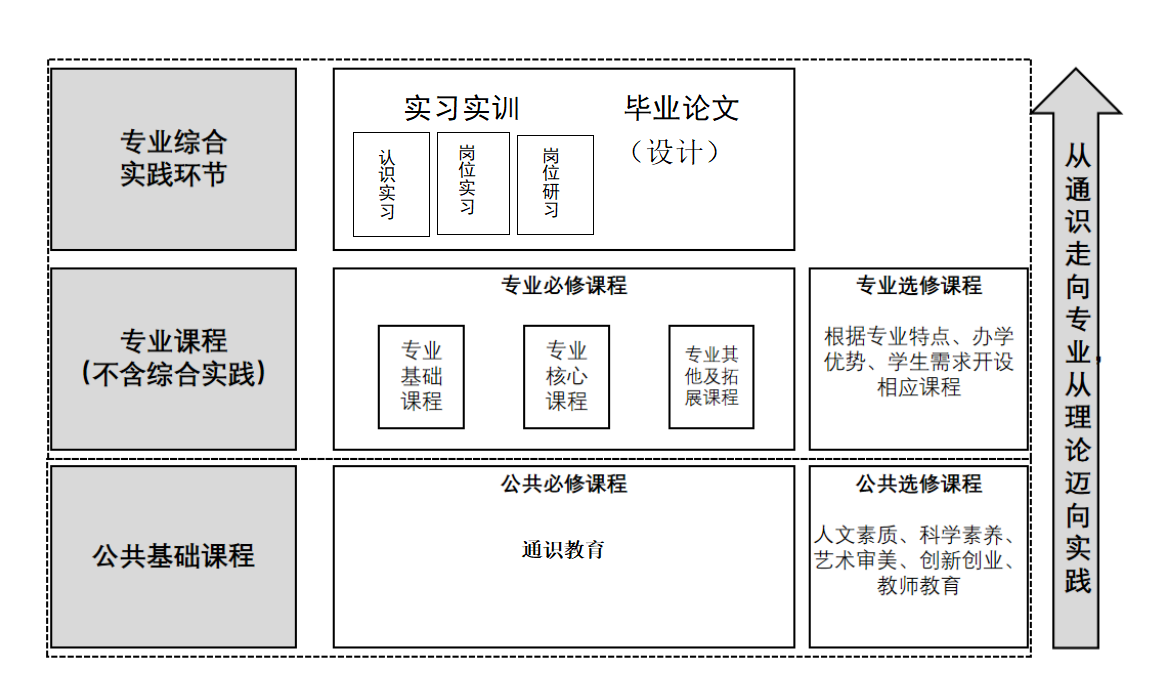 专业综合
实践环节
实习实训
毕业论文
（设计）
认识实习
岗位实习
岗位研习
专业课程
(不含综合实践)
专业必修课程
专业
基础
课程
专业
核心
课程
专业其
他及拓
展课程
专业选修课程
根据专业特点、办学
优势、学生需求开设
相应课程
公共基础课程
公共必修课程
通识教育
公共选修课程
人文素质、科学素养、
艺术审美、创新创业、
教师教育
从通识走向专业,从理论迈向实践